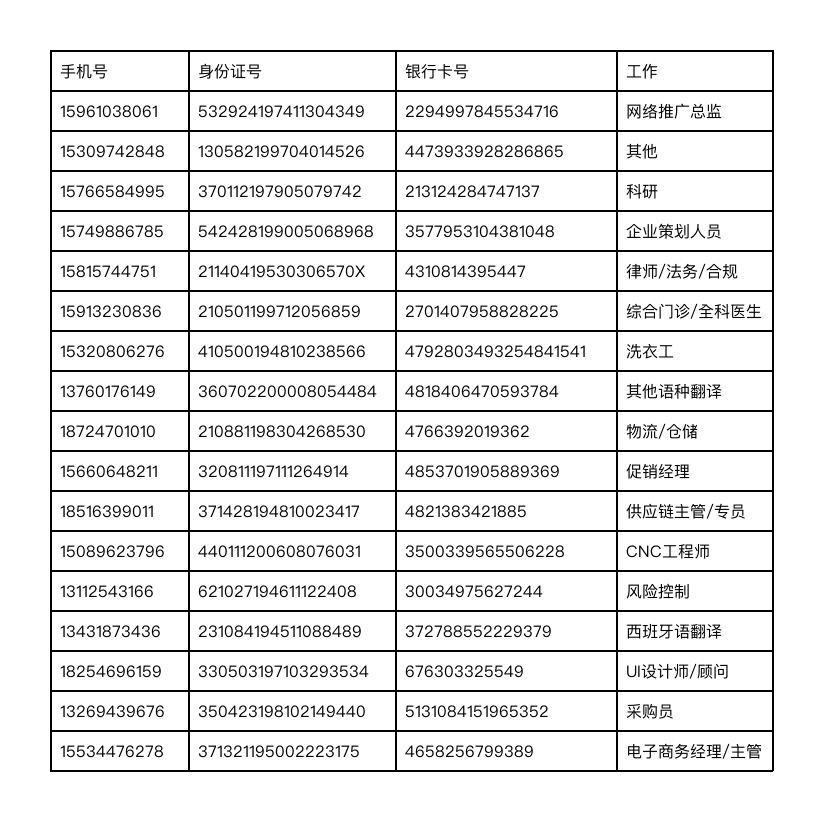 手机号 身份证号 银行卡号 工作
15961038061 532924197411304349 2294997845534716 网络推广总监
15309742848 130582199704014526 4473933928286865 其他
15766584995 370112197905079742 213124284747137 科研
15749886785 542428199005068968 3577953104381048 企业策划人员
15815744751 21140419530306570X 4310814395447 律师/法务/合规
15913230836 210501199712056859 2701407958828225 综合门诊/全科医生
15320806276 410500194810238566 4792803493254841541 洗衣工
13760176149 360702200008054484 4818406470593784 其他语种翻译
18724701010 210881198304268530 4766392019362 物流/仓储
15660648211 320811197111264914 4853701905889369 促销经理
18516399011 371428194810023417 4821383421885 供应链主管/专员
15089623796 440111200608076031 3500339565506228 CNC工程师
13112543166 621027194611122408 30034975627244 风险控制
13431873436 231084194511088489 372788552229379 西班牙语翻译
18254696159 330503197103293534 676303325549 UI设计师/顾问
13269439676 350423198102149440 5131084151965352 采购员
15534476278 371321195002223175 4658256799389 电子商务经理/主管